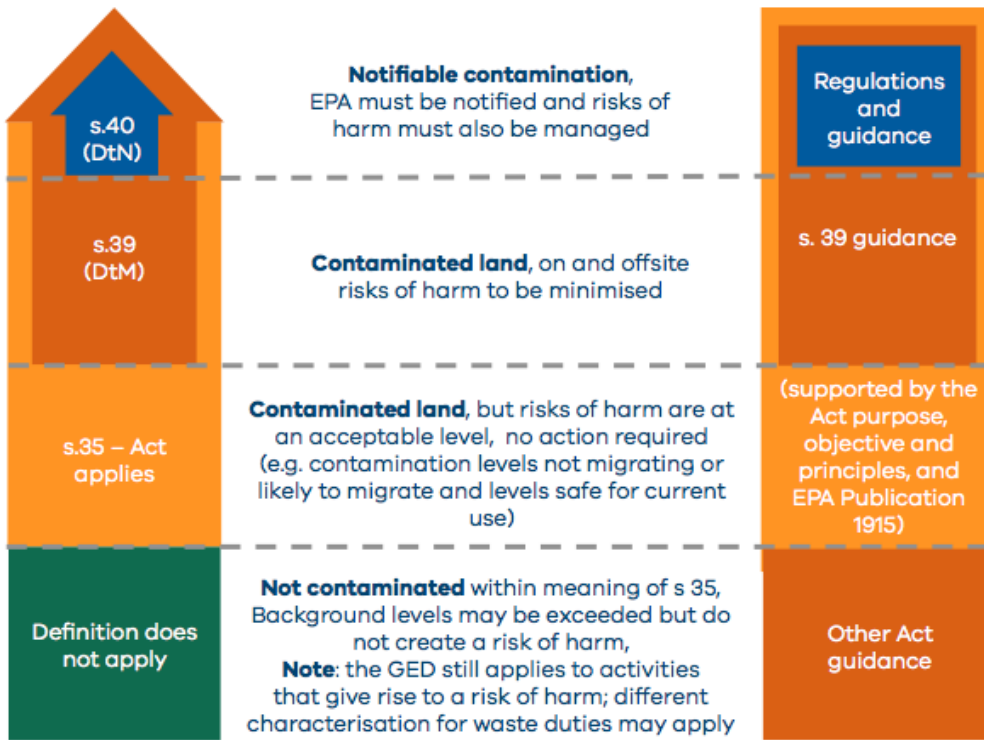 s.40
(DtN)
Notifiable contamination,
EPA must be notified and risks of
harm must also be managed
Regulations
and
guidance
s.39
(DtM)
Contaminated land, on and offsite
risks of harm to be minimised
s. 39 guidance
s.35 – Act
applies
Contaminated land, but risks of harm are at
an acceptable level, no action required
(e.g. contamination levels not migrating or
likely to migrate and levels safe for current
use)
(supported by the
Act purpose,
objective and
principles, and
EPA Publication
1915)
Definition does
not apply
Not contaminated within meaning of s 35,
Background levels may be exceeded but do
not create a risk of harm,
Note: the GED still applies to activities
that give rise to a risk of harm; different
characterisation for waste duties may apply
Other Act
guidance